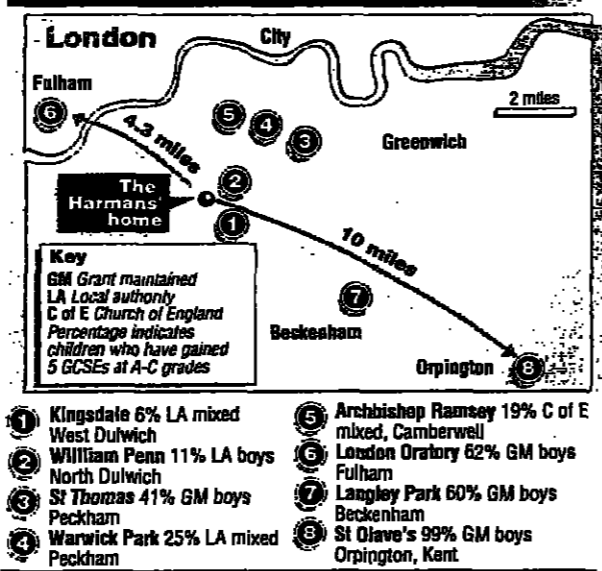 London
City
Fulham
6
5
4
3
2 miles
Greenwich
4.3 miles
The
Harmans'
home
2
1
10 miles
Key
GM Grant maintained
LA Local authority
C of E Church of England
Percentage indicates
children who have gained
5 GCSEs at A-C grades
7
Beckenham
Orpington
8
1 Kingsdale 6% LA mixed
West Dulwich
2 William Penn 11% LA boys
North Dulwich
3 St Thomas 41% GM boys
Peckham
4 Warwick Park 25% LA mixed
Peckham
5 Archbishop Ramsey 19% C of E
mixed, Camberwell
6 London Oratory 62% GM boys
Fulham
7 Langley Park 60% GM boys
Beckenham
8 St Olave's 99% GM boys
Orpington, Kent